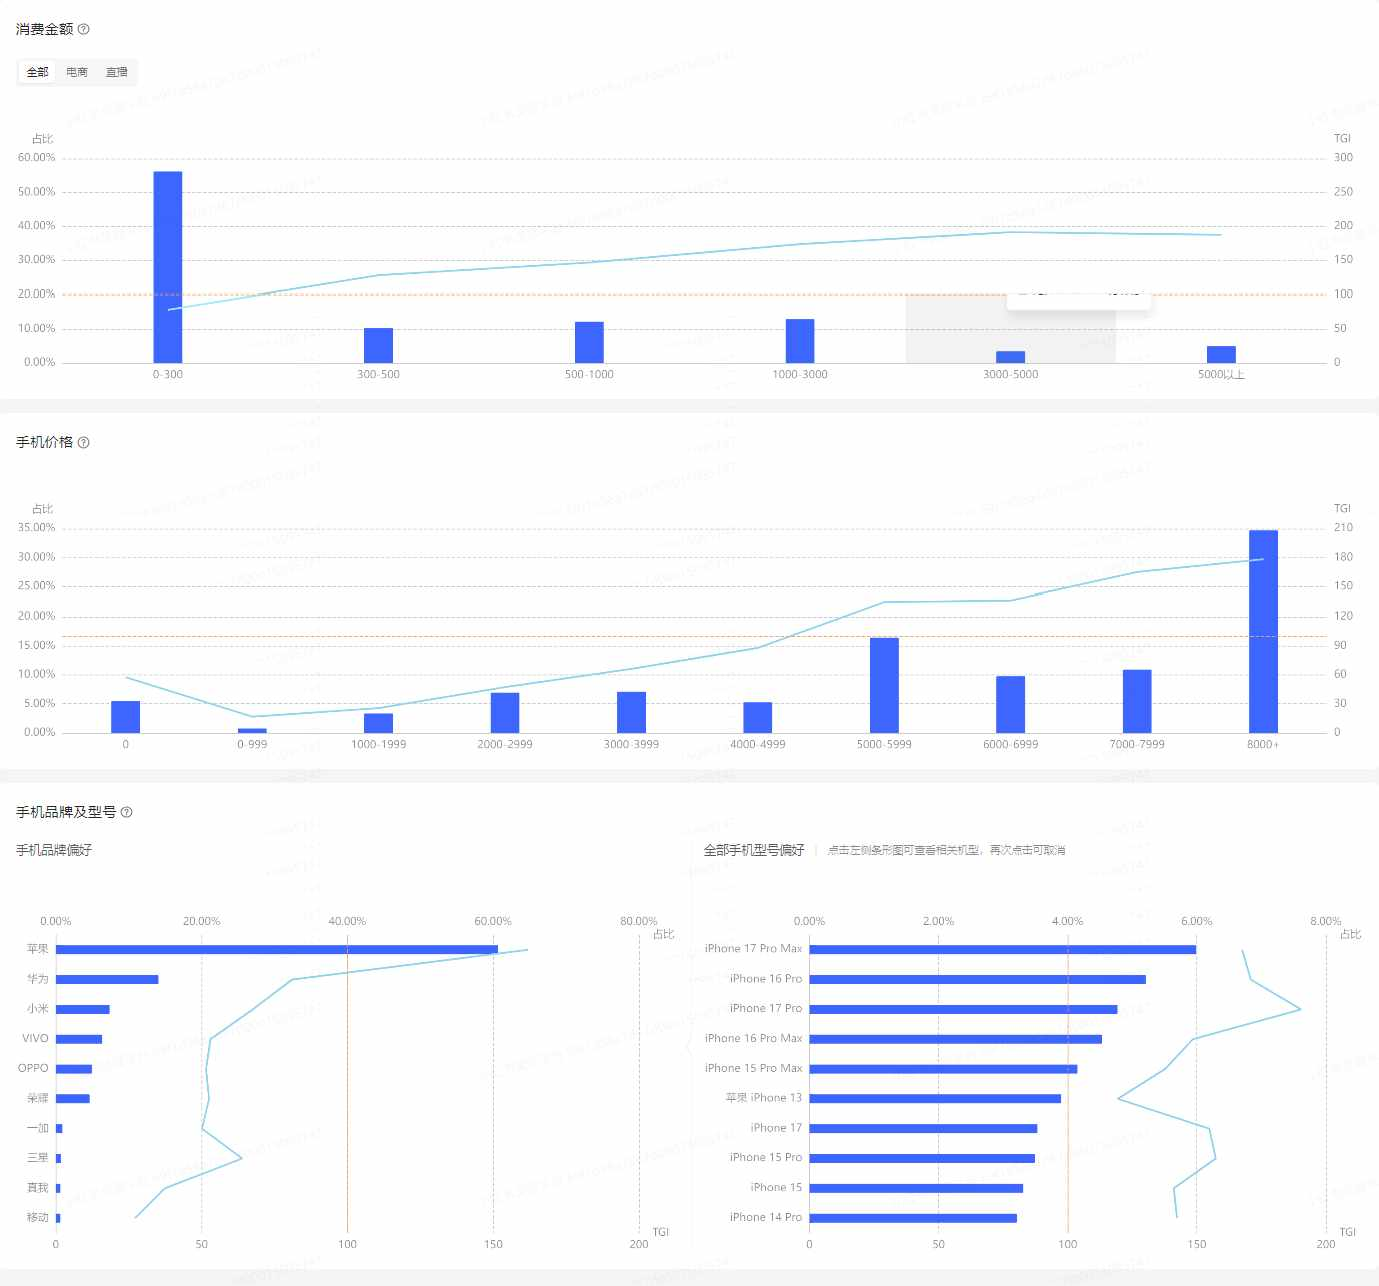 消费金额
全部 电商 直播
占比 TGI
60.00% 300
50.00% 250
40.00% 200
30.00% 150
20.00% 100
10.00% 50
0.00% 0
0-300 300-500 500-1000 1000-3000 3000-5000 5000以上
手机价格
占比 TGI
35.00% 210
30.00% 180
25.00% 150
20.00% 120
15.00% 90
10.00% 60
5.00% 30
0.00% 0
0 0-999 1000-1999 2000-2999 3000-3999 4000-4999 5000-5999 6000-6999 7000-7999 8000+
手机品牌及型号
手机品牌偏好
0.00% 20.00% 40.00% 60.00% 80.00%
占比
苹果
华为
小米
VIVO
OPPO
荣耀
一加
三星
真我
移动
TGI
0 50 100 150 200
全部手机型号偏好 | 点击左侧条形图可查看相关机型，再次点击可取消
0.00% 2.00% 4.00% 6.00% 8.00%
占比
iPhone 17 Pro Max
iPhone 16 Pro
iPhone 17 Pro
iPhone 16 Pro Max
iPhone 15 Pro Max
苹果 iPhone 13
iPhone 17
iPhone 15 Pro
iPhone 15
iPhone 14 Pro
TGI
0 50 100 150 200